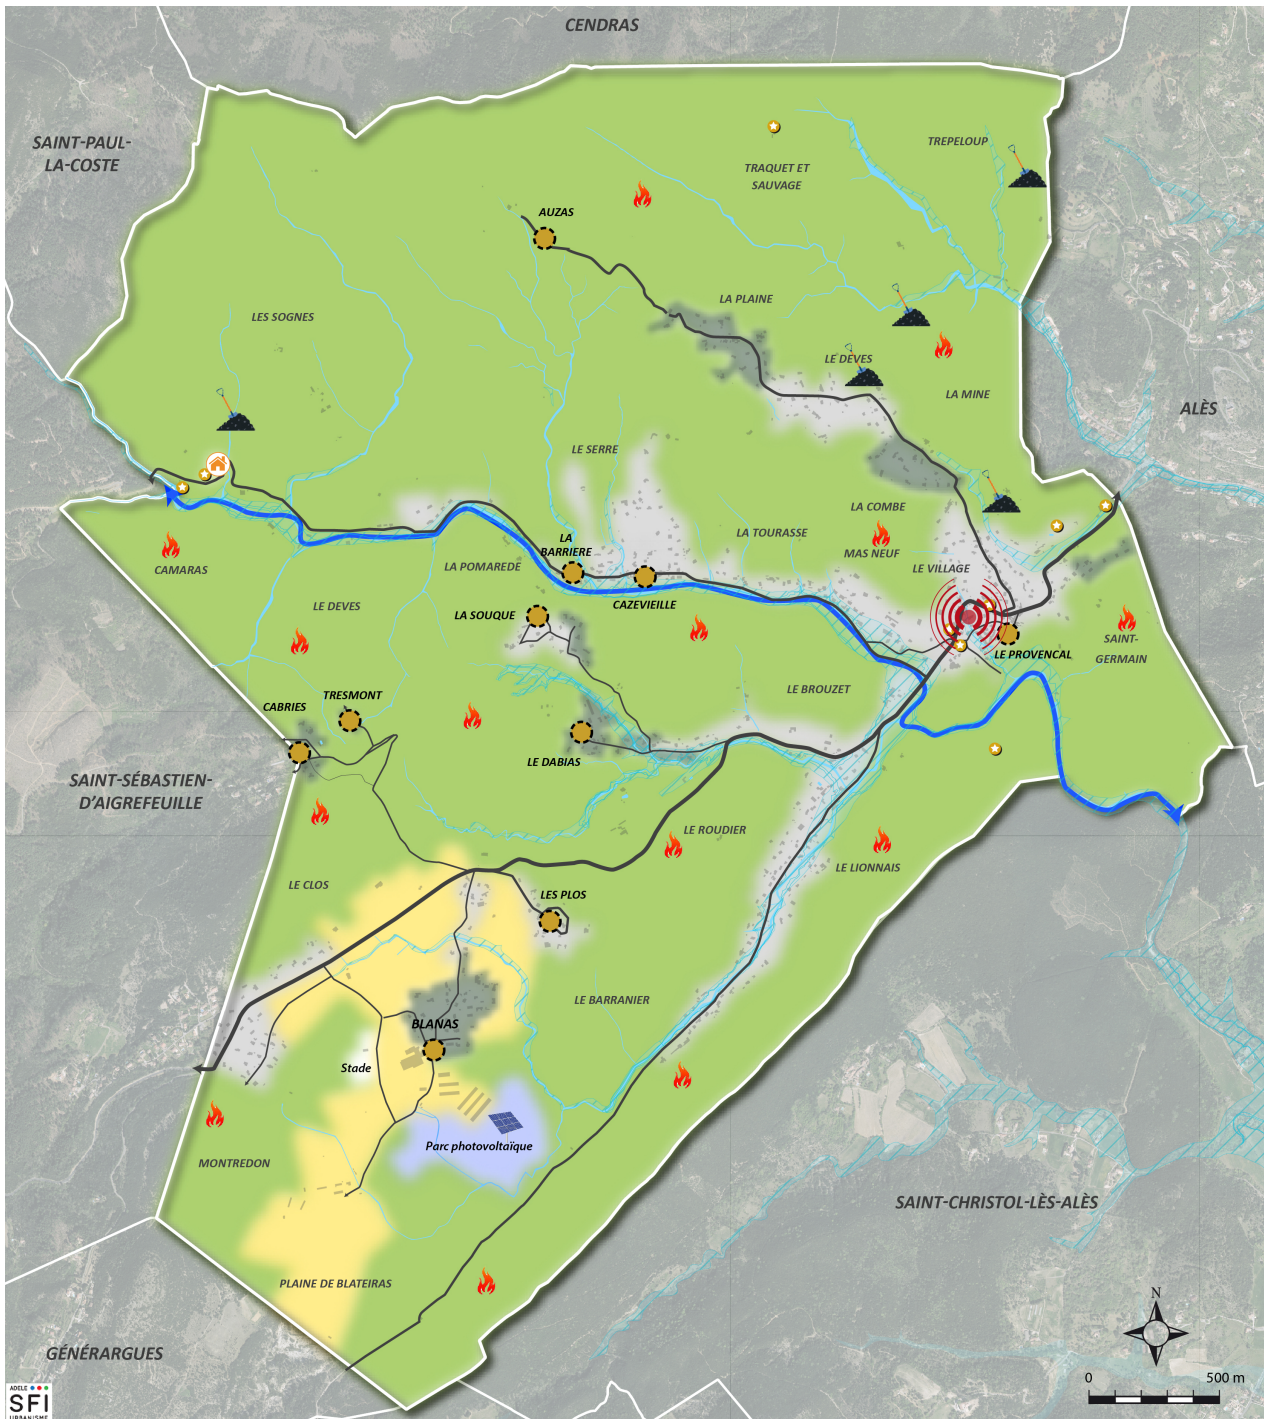 CENDRAS
SAINT-PAUL-
LA-COSTE
TREPELOUP
TRAQUET ET
SAUVAGE
AUZAS
LA PLAINE
LES SOGNES
LE DEVES
LA MINE
ALÈS
LE SERRE
LA COMBE
LA TOURASSE
LA
BARRIERE
MAS NEUF
LA POMAREDE
LE VILLAGE
CAMARAS
CAZEVIEILLE
LE DEVES
LA SOUQUE
SAINT-
GERMAIN
LE PROVENCAL
LE BROUZET
TRESMONT
CABRIES
LE DABIAS
SAINT-SÉBASTIEN-
D'AIGREFEUILLE
LE ROUDIER
LE LIONNAIS
LE CLOS
LES PLOS
LE BARRANIER
BLANAS
Stade
Parc photovoltaïque
MONTREDON
SAINT-CHRISTOL-LÈS-ALÈS
PLAINE DE BLATEIRAS
N
GÉNÉRARGUES
0 500 m
ADELE
SFI
URBANISME